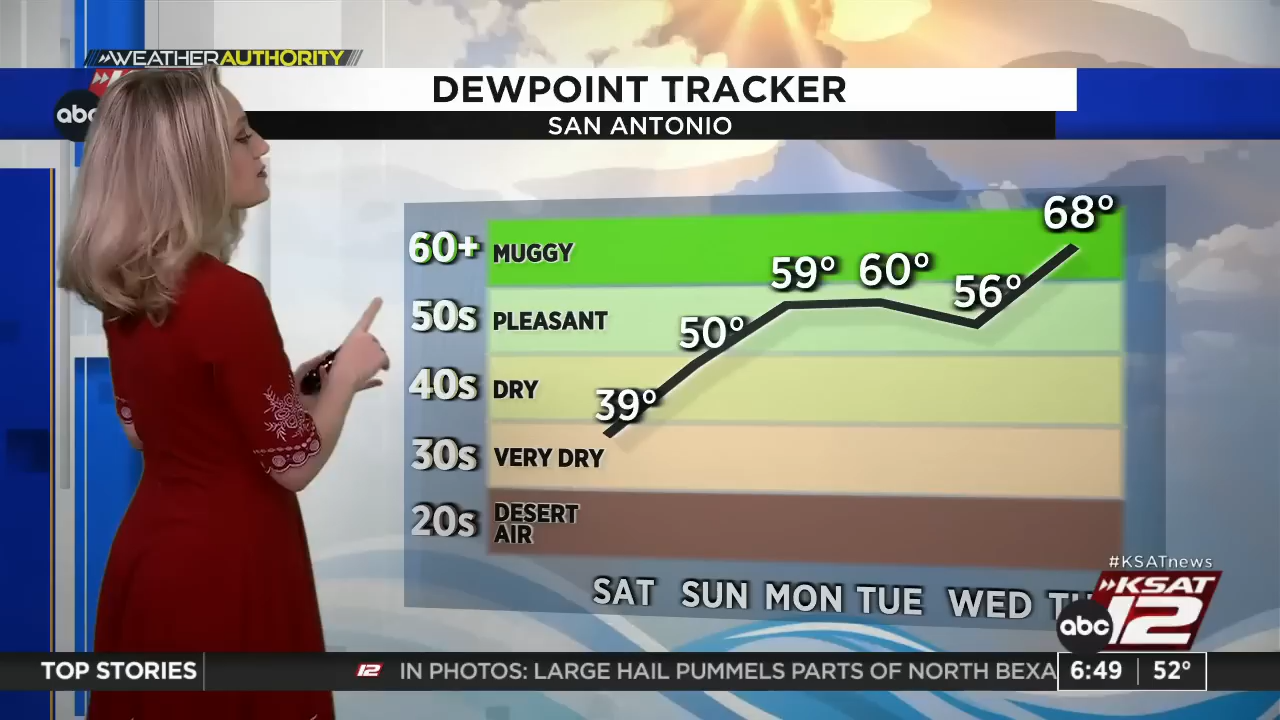 WEATHERAUTHORITY
abc
DEWPOINT TRACKER
SAN ANTONIO
60+ MUGGY
50s PLEASANT
40s DRY
30s VERY DRY
20s DESERT AIR
39° 50° 59° 60° 56° 68°
SAT SUN MON TUE WED
#KSATnews
KSAT
12
abc
TOP STORIES
12 IN PHOTOS: LARGE HAIL PUMMELS PARTS OF NORTH BEXA
6:49 52°